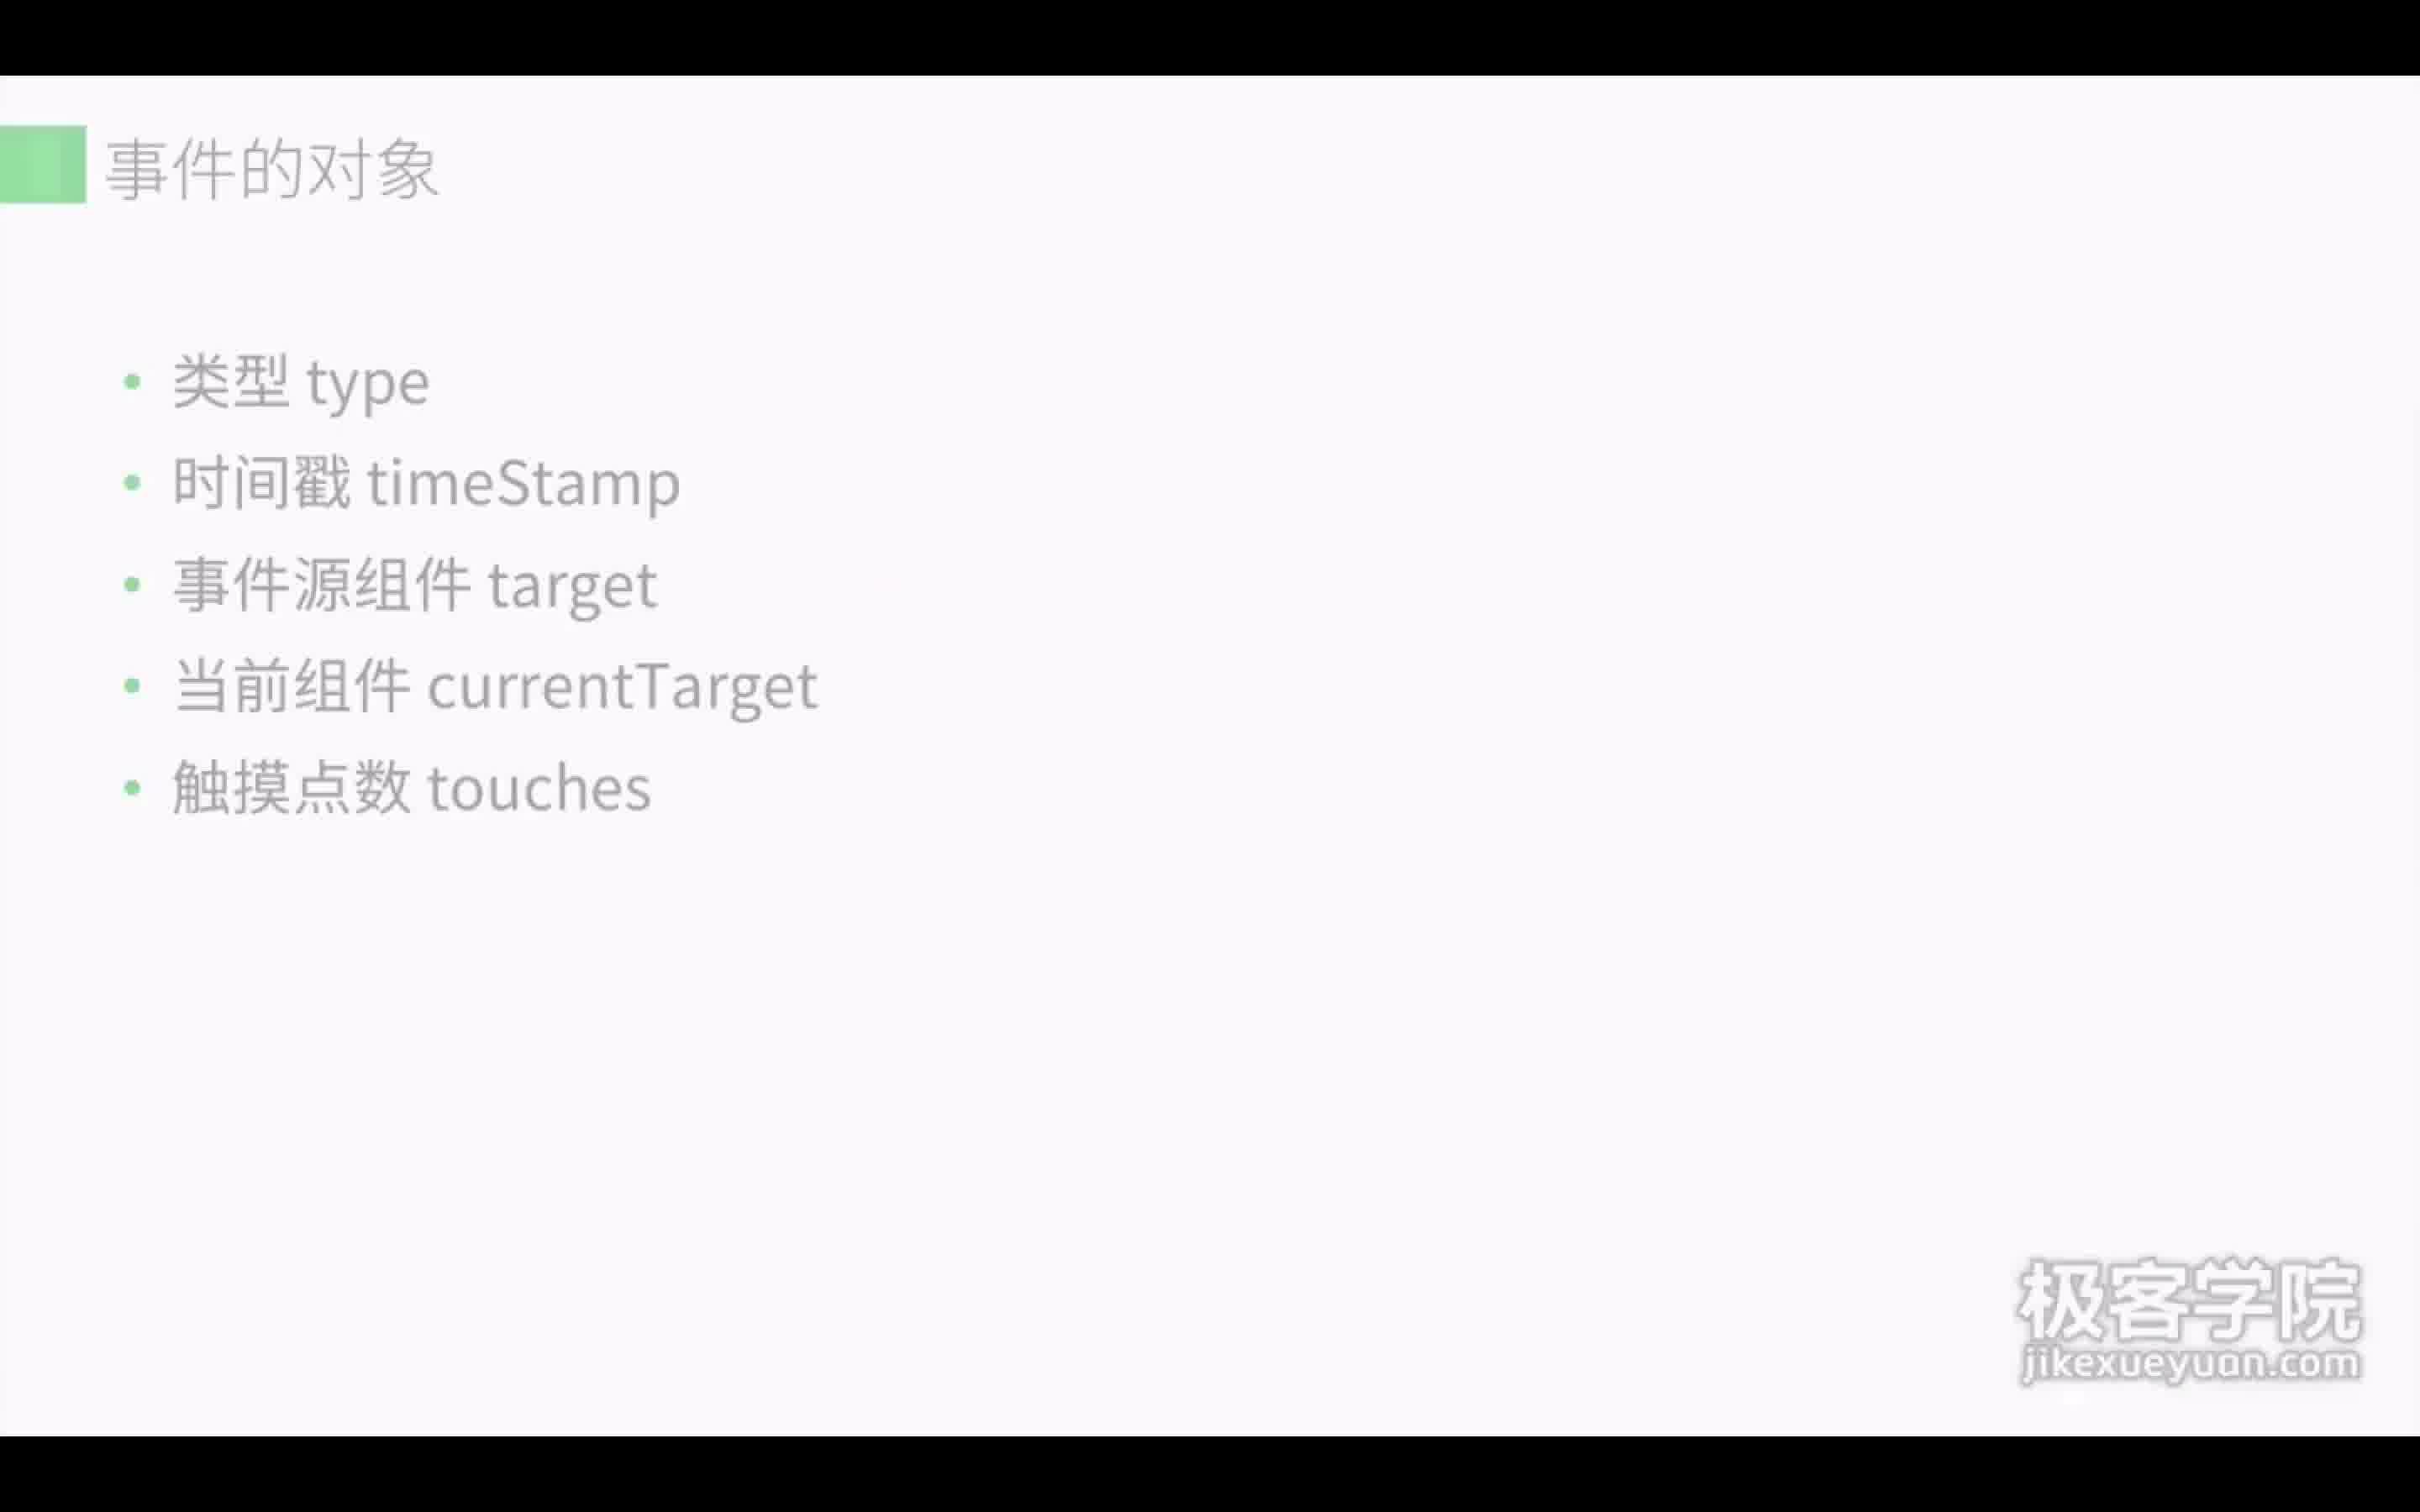 事件的对象
类型 type
时间戳 timeStamp
事件源组件 target
当前组件 currentTarget
触摸点数 touches
极客学院
jikexueyuan.com